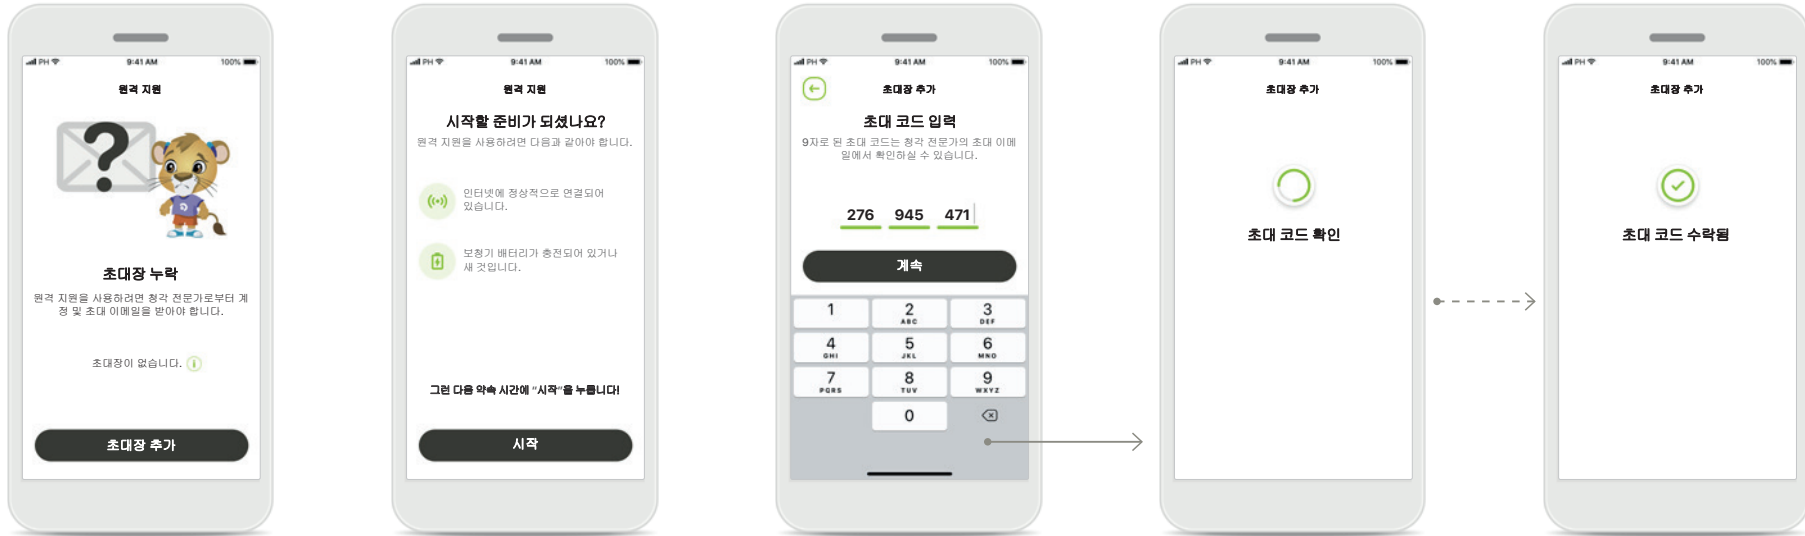 PH 9:41 AM 100%
원격 지원
초대장 누락
원격 지원을 사용하려면 청각 전문가로부터 계
정 및 초대 이메일을 받아야 합니다.
초대장이 없습니다. i
초대장 추가
PH 9:41 AM 100%
원격 지원
시작할 준비가 되셨나요?
원격 지원을 사용하려면 다음과 같아야 합니다.
인터넷에 정상적으로 연결되어
있습니다.
보청기 배터리가 충전되어 있거나
새 것입니다.
그런 다음 약속 시간에 "시작"을 누릅니다!
시작
PH 9:41 AM 100%
초대장 추가
초대 코드 입력
9자로 된 초대 코드는 청각 전문가의 초대 이메
일에서 확인하실 수 있습니다.
276 945 471
계속
1 2 3
ABC DEF
4 5 6
GHI JKL MNO
7 8 9
PQRS TUV WXYZ
0
PH 9:41 AM 100%
초대장 추가
초대 코드 확인
PH 9:41 AM 100%
초대장 추가
초대 코드 수락됨